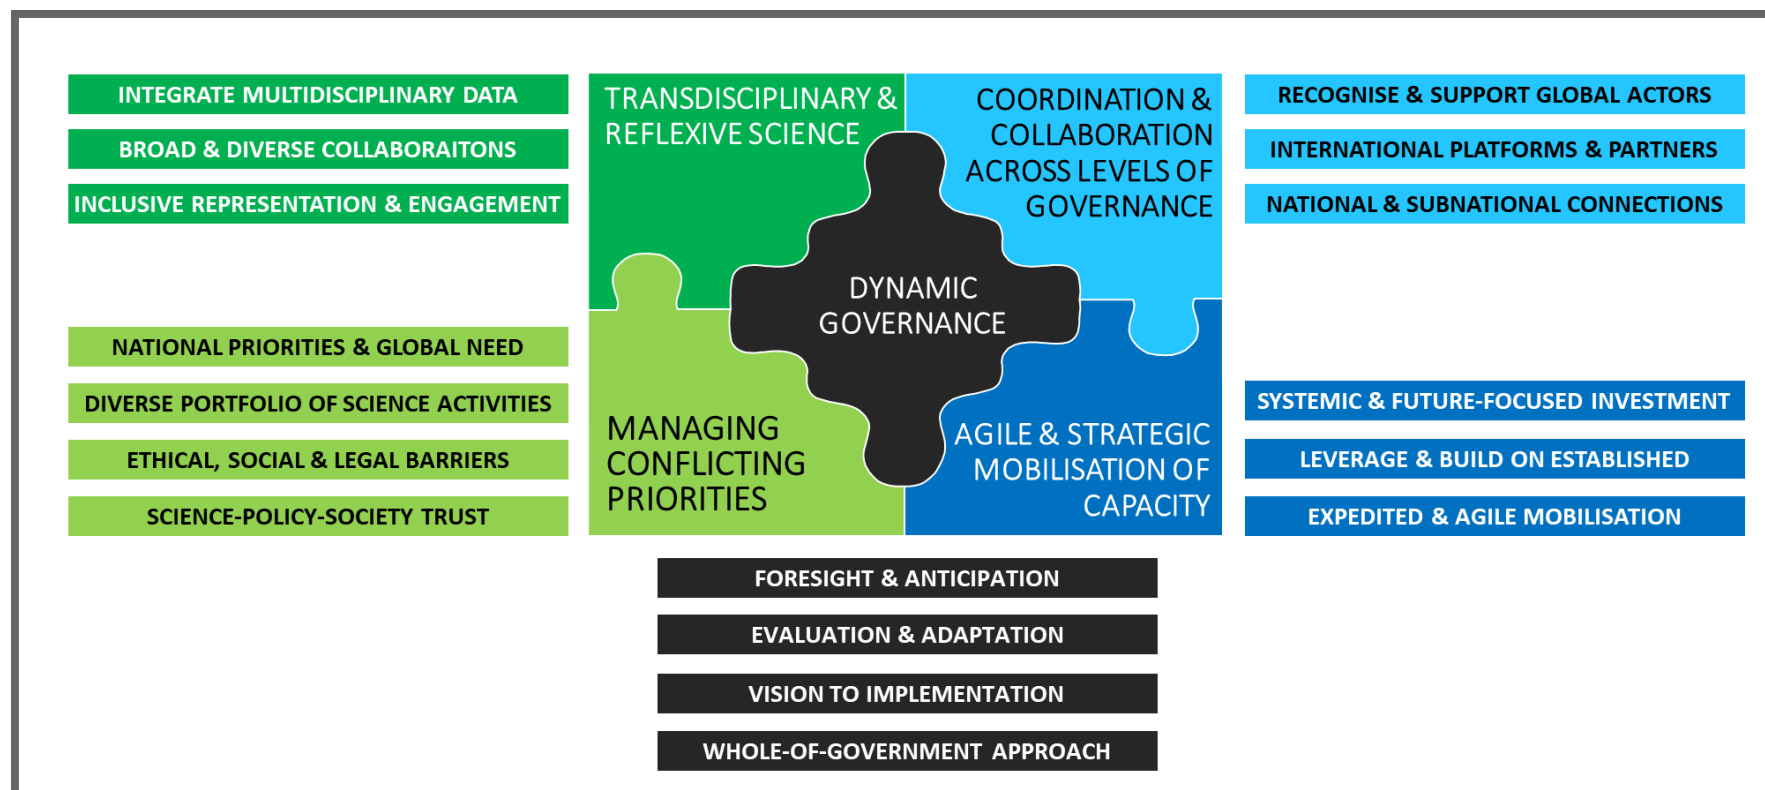 INTEGRATE MULTIDISCIPLINARY DATA
BROAD & DIVERSE COLLABORAITONS
INCLUSIVE REPRESENTATION & ENGAGEMENT
TRANSDISCIPLINARY &
REFLEXIVE SCIENCE
COORDINATION &
COLLABORATION
ACROSS LEVELS OF
GOVERNANCE
RECOGNISE & SUPPORT GLOBAL ACTORS
INTERNATIONAL PLATFORMS & PARTNERS
NATIONAL & SUBNATIONAL CONNECTIONS
DYNAMIC
GOVERNANCE
NATIONAL PRIORITIES & GLOBAL NEED
DIVERSE PORTFOLIO OF SCIENCE ACTIVITIES
ETHICAL, SOCIAL & LEGAL BARRIERS
SCIENCE-POLICY-SOCIETY TRUST
MANAGING
CONFLICTING
PRIORITIES
AGILE & STRATEGIC
MOBILISATION OF
CAPACITY
SYSTEMIC & FUTURE-FOCUSED INVESTMENT
LEVERAGE & BUILD ON ESTABLISHED
EXPEDITED & AGILE MOBILISATION
FORESIGHT & ANTICIPATION
EVALUATION & ADAPTATION
VISION TO IMPLEMENTATION
WHOLE-OF-GOVERNMENT APPROACH